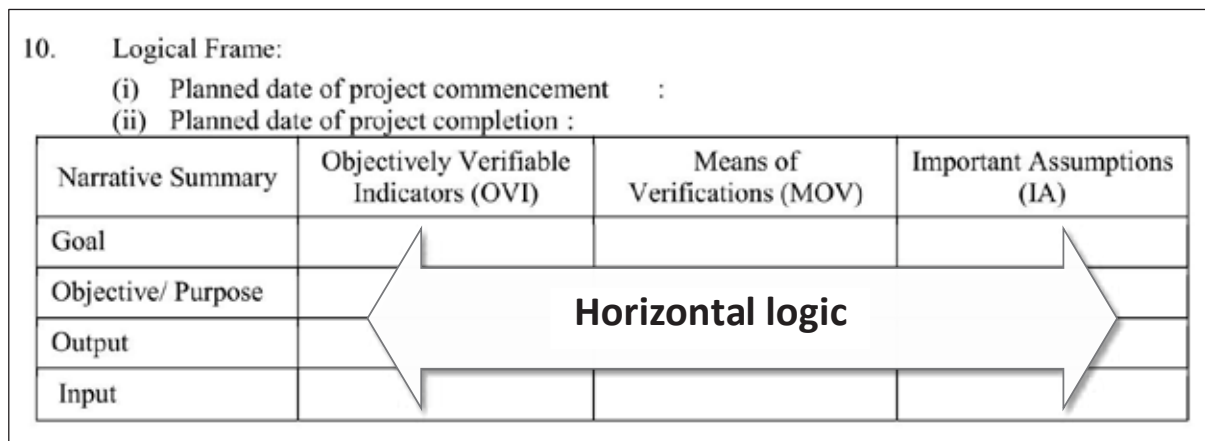 10. Logical Frame:
(i) Planned date of project commencement :
(ii) Planned date of project completion :
Narrative Summary
Objectively Verifiable
Indicators (OVI)
Means of
Verifications (MOV)
Important Assumptions
(IA)
Goal
Objective/ Purpose
Horizontal logic
Output
Input